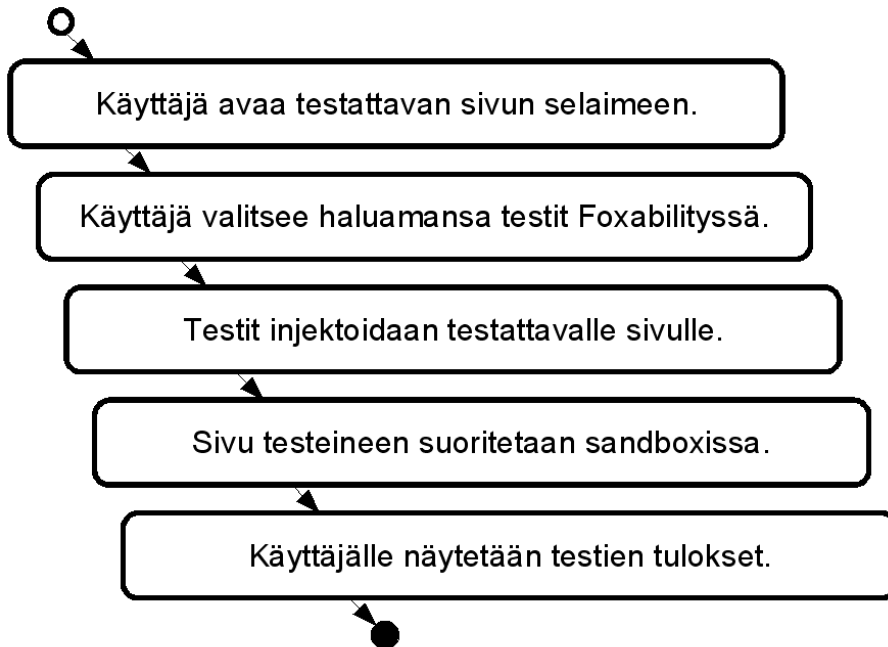 Käyttäjä avaa testattavan sivun selaimeen.
Käyttäjä valitsee haluamansa testit Foxabilityssä.
Testit injektoidaan testattavalle sivulle.
Sivu testeineen suoritetaan sandboxissa.
Käyttäjälle näytetään testien tulokset.